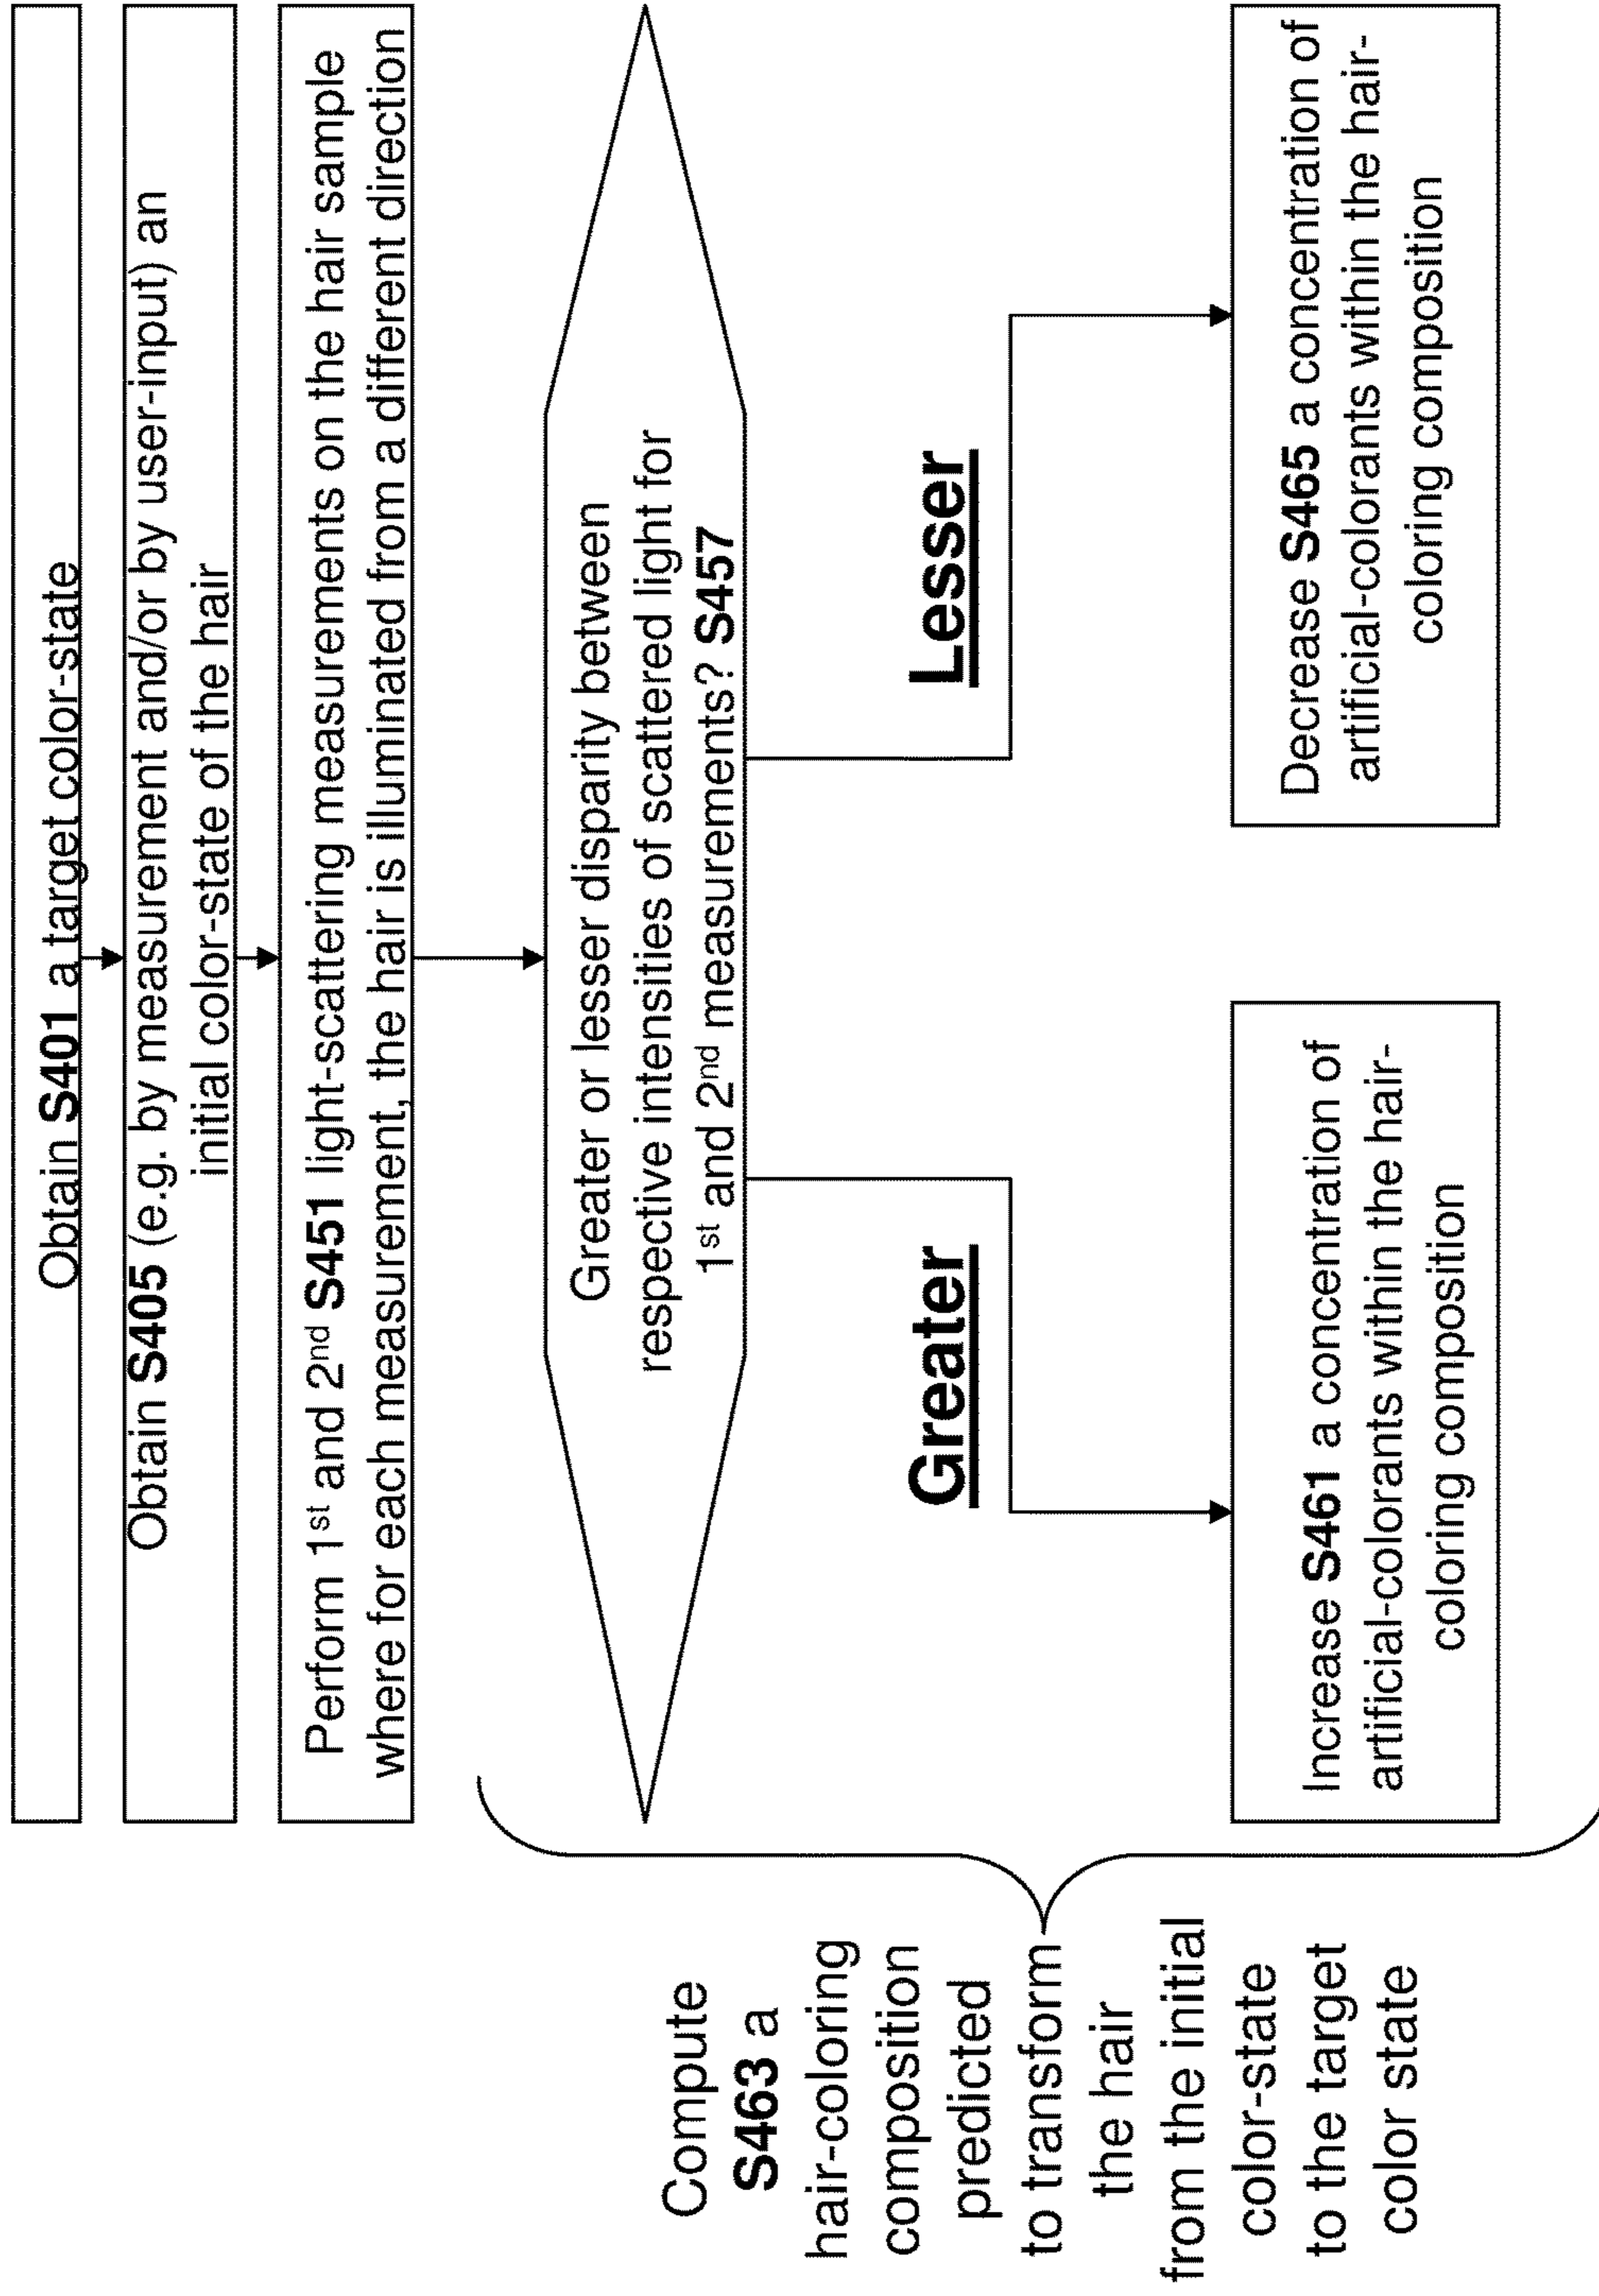 Obtain S401 a target color-state
Obtain S405 (e.g. by measurement and/or by user-input) an
initial color-state of the hair
Perform 1st and 2nd S451 light-scattering measurements on the hair sample
where for each measurement, the hair is illuminated from a different direction
Greater or lesser disparity between
respective intensities of scattered light for
1st and 2nd measurements? S457
Greater
Lesser
Increase S461 a concentration of
artificial-colorants within the hair-
coloring composition
Decrease S465 a concentration of
artificial-colorants within the hair-
coloring composition
Compute
S463 a
hair-coloring
composition
predicted
to transform
the hair
from the initial
color-state
to the target
color state